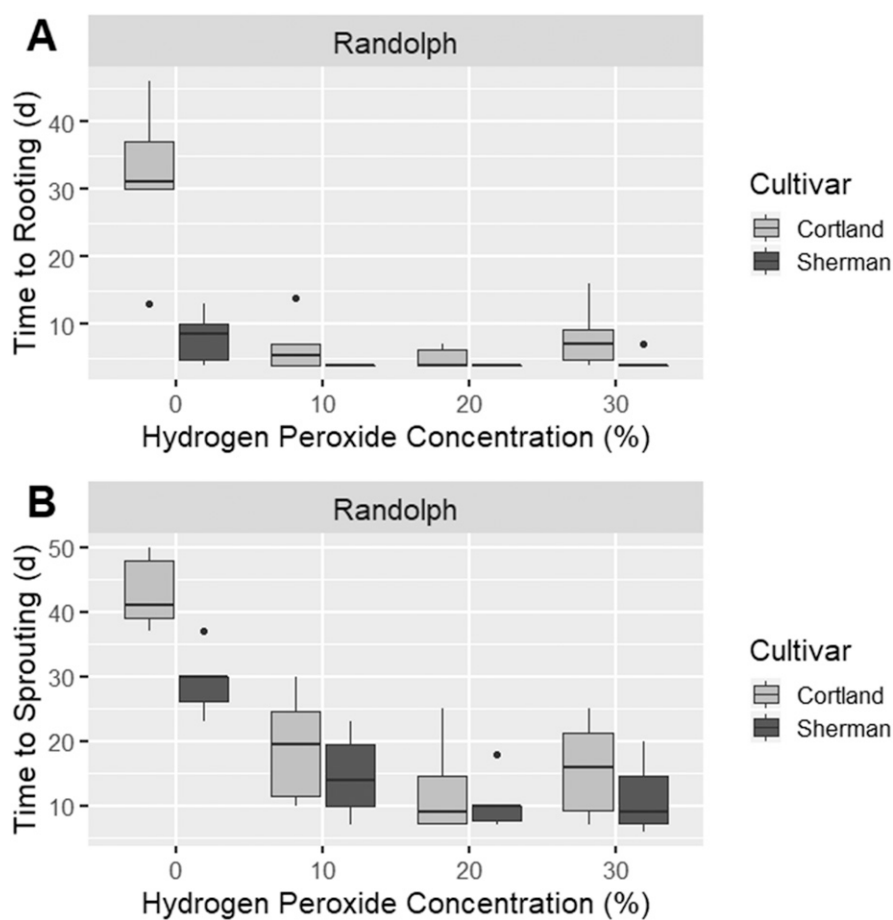 A
Randolph
Time to Rooting (d)
40
30
20
10
0
10
20
30
Hydrogen Peroxide Concentration (%)
Cultivar
Cortland
Sherman
B
Randolph
Time to Sprouting (d)
50
40
30
20
10
0
10
20
30
Hydrogen Peroxide Concentration (%)
Cultivar
Cortland
Sherman